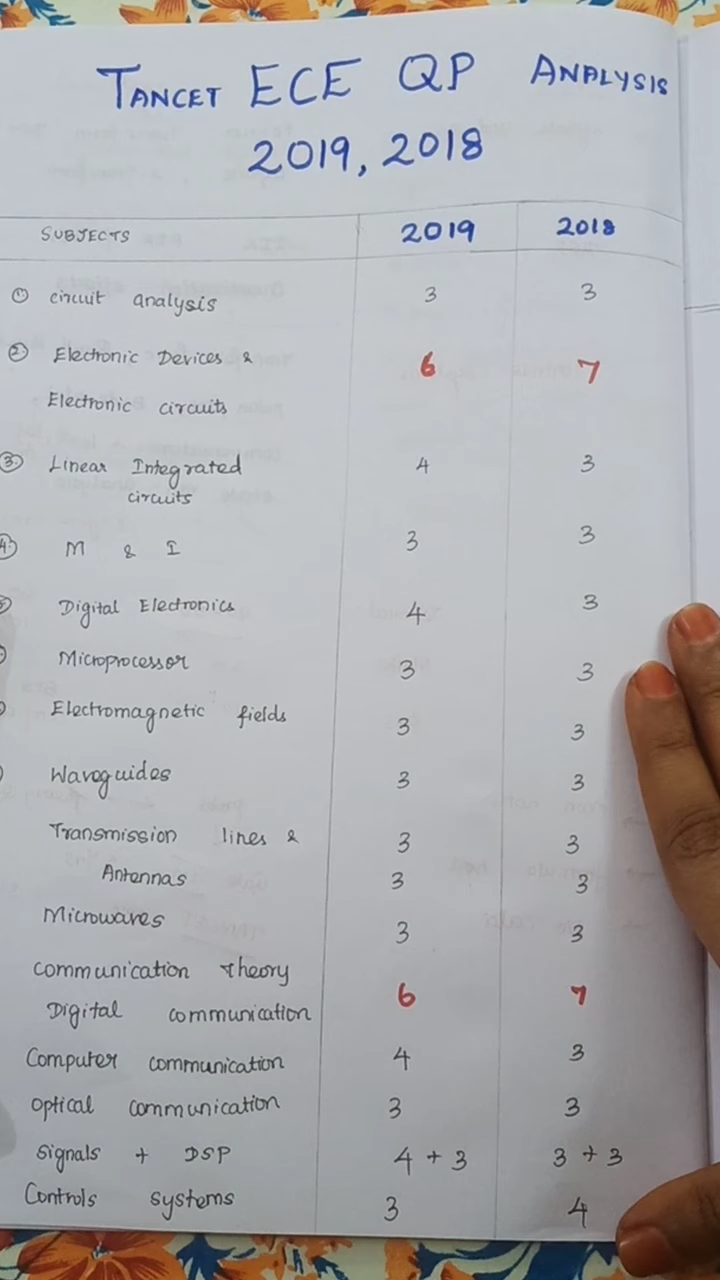 TANCET ECE QP ANALYSIS
2019, 2018
SUBJECTS 2019 2018
① circuit analysis 3 3
② Electronic Devices & 6 7
Electronic circuits
③ Linear Integrated 4 3
circuits
④ M & I 3 3
Digital Electronics 4 3
Microprocessor 3 3
Electromagnetic fields 3 3
Waveguides 3 3
Transmission lines & 3 3
Antennas 3 3
Microwaves 3 3
Communication Theory
Digital communication 6 7
Computer communication 4 3
Optical communication 3 3
Signals + DSP 4 + 3 3 + 3
Controls systems 3 4